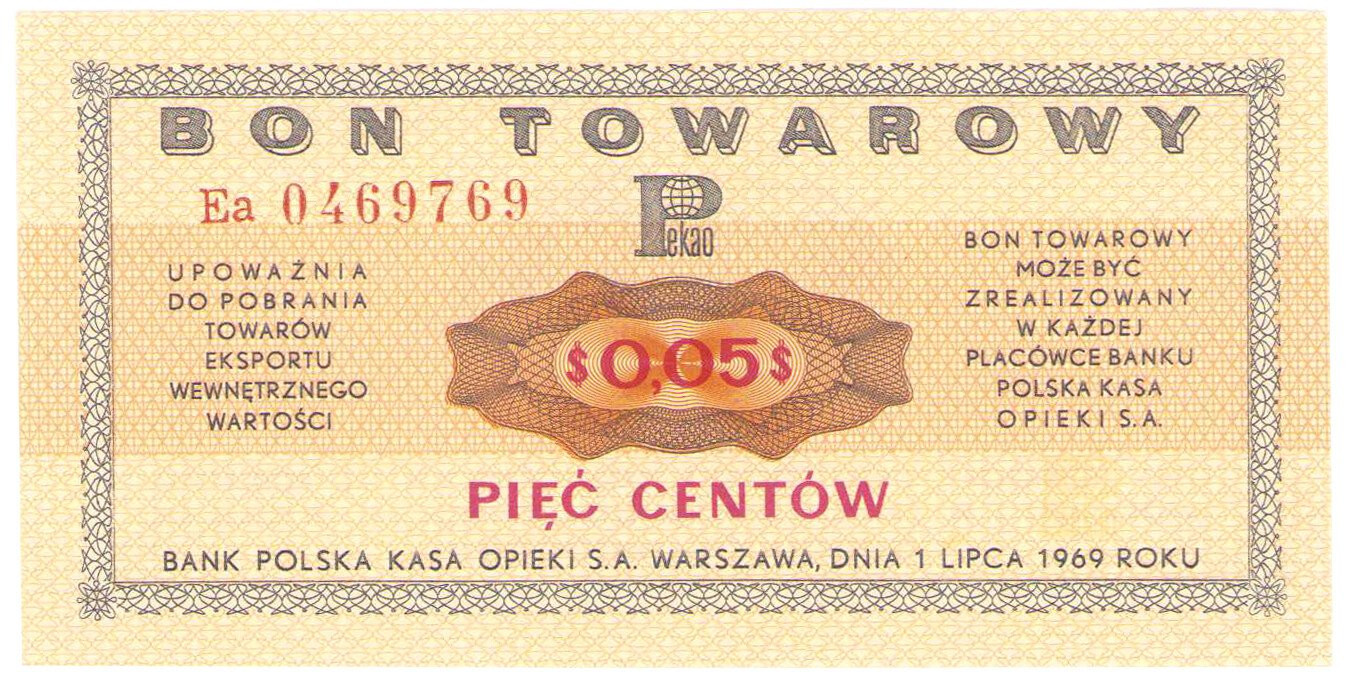 BON TOWAROWY
Ea 0469769
Pekao
UPOWAŻNIA
DO POBRANIA
TOWARÓW
EKSPORTU
WEWNĘTRZNEGO
WARTOŚCI
$0,05$
BON TOWAROWY
MOŻE BYĆ
ZREALIZOWANY
W KAŻDEJ
PLACÓWCE BANKU
POLSKA KASA
OPIEKI S.A.
PIĘĆ CENTÓW
BANK POLSKA KASA OPIEKI S.A. WARSZAWA, DNIA 1 LIPCA 1969 ROKU